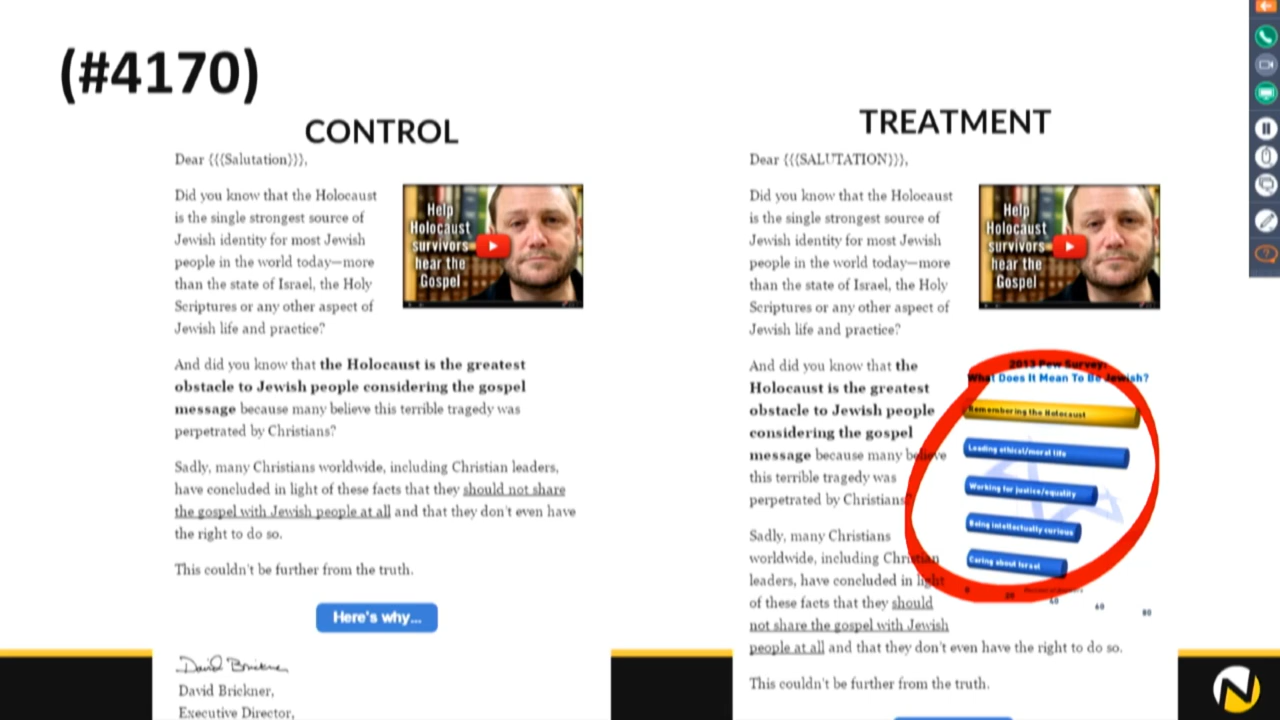 (#4170)
CONTROL
Dear {{{Salutation}}},
Did you know that the Holocaust
is the single strongest source of
Jewish identity for most Jewish
people in the world today—more
than the state of Israel, the Holy
Scriptures or any other aspect of
Jewish life and practice?
Help
Holocaust
survivors
hear the
Gospel
And did you know that the Holocaust is the greatest
obstacle to Jewish people considering the gospel
message because many believe this terrible tragedy was
perpetrated by Christians?
Sadly, many Christians worldwide, including Christian leaders,
have concluded in light of these facts that they should not share
the gospel with Jewish people at all and that they don't even have
the right to do so.
This couldn't be further from the truth.
Here's why...
David Brickner
David Brickner,
Executive Director,
TREATMENT
Dear {{{SALUTATION}}},
Did you know that the Holocaust
is the single strongest source of
Jewish identity for most Jewish
people in the world today—more
than the state of Israel, the Holy
Scriptures or any other aspect of
Jewish life and practice?
Help
Holocaust
survivors
hear the
Gospel
And did you know that the
Holocaust is the greatest
obstacle to Jewish people
considering the gospel
message because many believe
this terrible tragedy was
perpetrated by Christians?
Sadly, many Christians
worldwide, including Christian
leaders, have concluded in light
of these facts that they should
not share the gospel with Jewish
people at all and that they don't even have the right to do so.
This couldn't be further from the truth.
2013 Pew Survey:
What Does It Mean To Be Jewish?
Remembering the Holocaust
Leading ethical/moral life
Working for justice/equality
Being intellectually curious
Caring about Israel
0 20 40 60 80